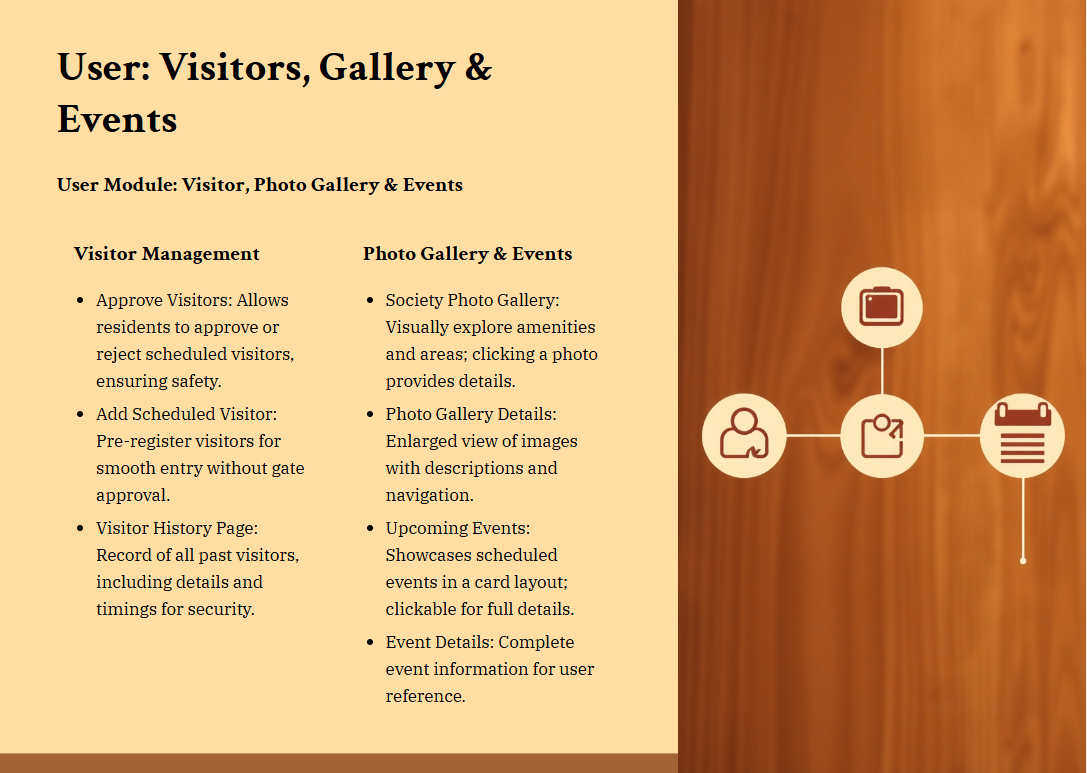 User: Visitors, Gallery &
Events
User Module: Visitor, Photo Gallery & Events
Visitor Management
• Approve Visitors: Allows
residents to approve or
reject scheduled visitors,
ensuring safety.
• Add Scheduled Visitor:
Pre-register visitors for
smooth entry without gate
approval.
• Visitor History Page:
Record of all past visitors,
including details and
timings for security.
Photo Gallery & Events
• Society Photo Gallery:
Visually explore amenities
and areas; clicking a photo
provides details.
• Photo Gallery Details:
Enlarged view of images
with descriptions and
navigation.
• Upcoming Events:
Showcases scheduled
events in a card layout;
clickable for full details.
• Event Details: Complete
event information for user
reference.